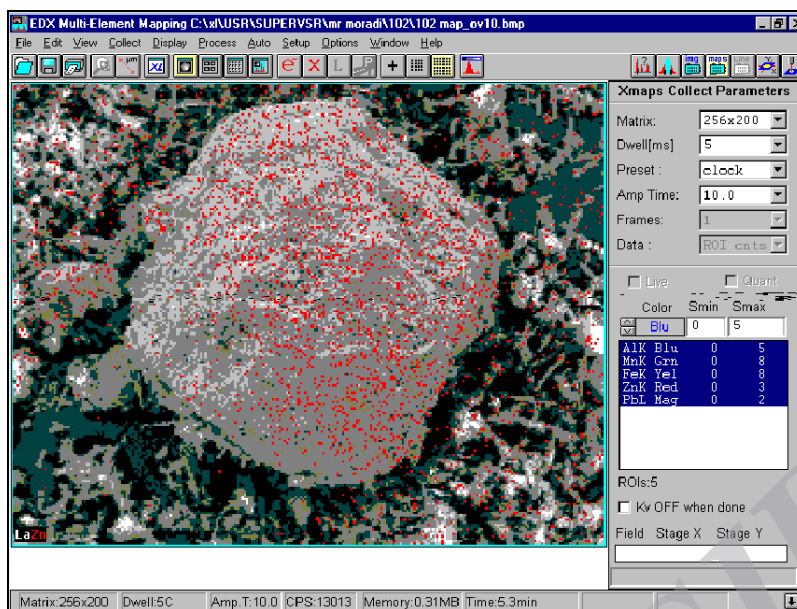 EDX Multi-Element Mapping C:\xl\USR\SUPERVSR\mr moradi\102\102 map_ov10.bmp
File Edit View Collect Display Process Auto Setup Options Window Help
Xmaps Collect Parameters
Matrix: 256x200
Dwell[ms] 5
Preset : clock
Amp Time: 10.0
Frames: 1
Data : ROI cnts
Live Quant
Color Smin Smax
Blu 0 5
AlK Blu 0 5
MnK Grn 0 8
FeK Yel 0 8
ZnK Red 0 3
PbL Mag 0 2
ROIs:5
Kv OFF when done
Field Stage X Stage Y
LaZn
Matrix:256x200 Dwell:5C Amp.T:10.0 CPS:13013 Memory:0.31MB Time:5.3min